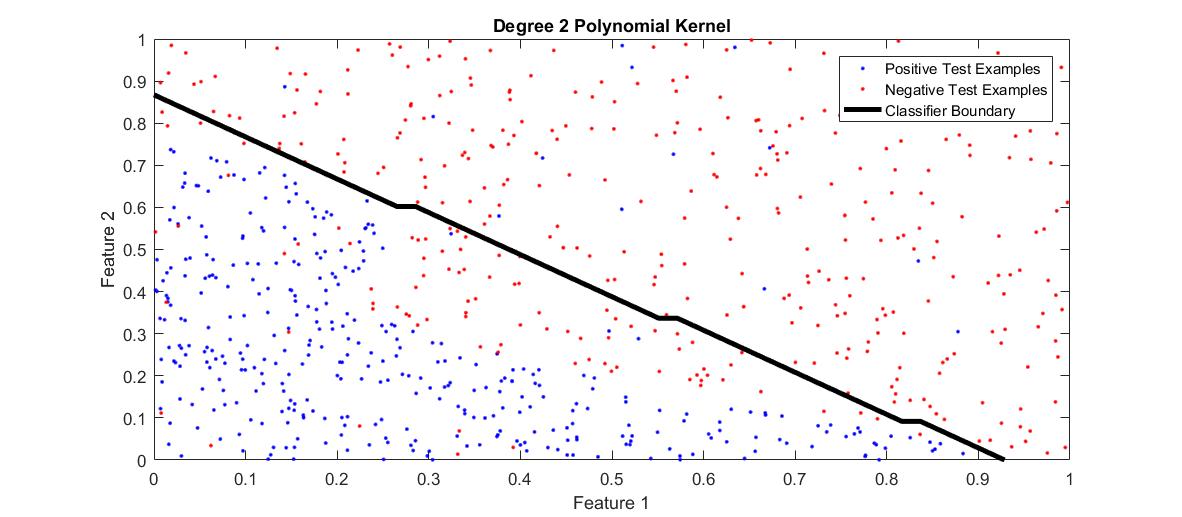 Degree 2 Polynomial Kernel
1
0.9
0.8
0.7
0.6
0.5
0.4
0.3
0.2
0.1
0
Feature 2
Positive Test Examples
Negative Test Examples
Classifier Boundary
0 0.1 0.2 0.3 0.4 0.5 0.6 0.7 0.8 0.9 1
Feature 1